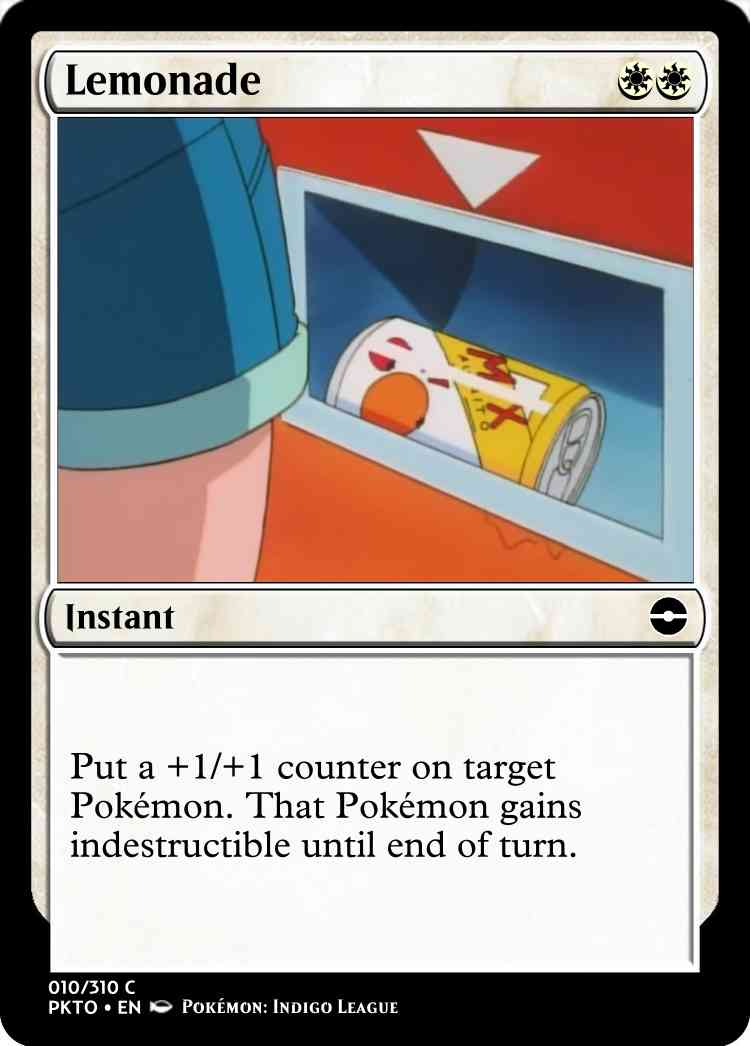 Lemonade
Instant
Put a +1/+1 counter on target
Pokémon. That Pokémon gains
indestructible until end of turn.
010/310 C
PKTO • EN Pokémon: Indigo League